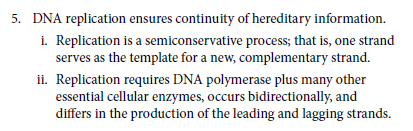 5. DNA replication ensures continuity of hereditary information.
i. Replication is a semiconservative process; that is, one strand
serves as the template for a new, complementary strand.
ii. Replication requires DNA polymerase plus many other
essential cellular enzymes, occurs bidirectionally, and
differs in the production of the leading and lagging strands.